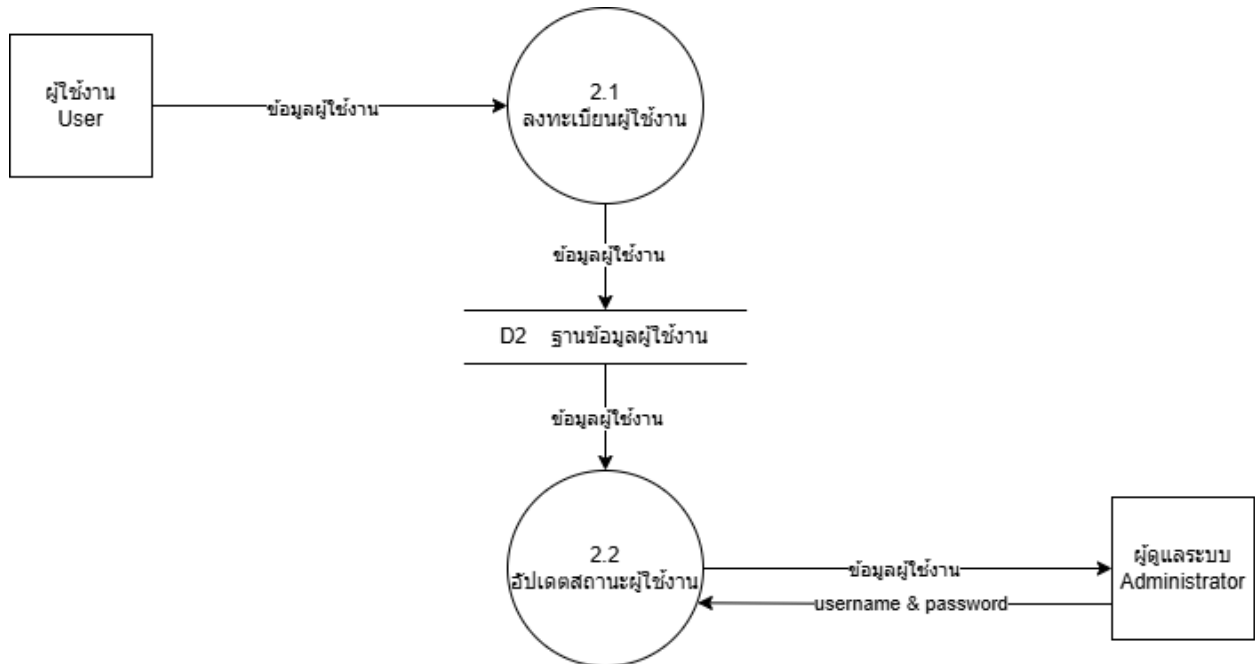 ผู้ใช้งาน
User
ข้อมูลผู้ใช้งาน
2.1
ลงทะเบียนผู้ใช้งาน
ข้อมูลผู้ใช้งาน
D2 ฐานข้อมูลผู้ใช้งาน
ข้อมูลผู้ใช้งาน
2.2
อัปเดตสถานะผู้ใช้งาน
ข้อมูลผู้ใช้งาน
username & password
ผู้ดูแลระบบ
Administrator